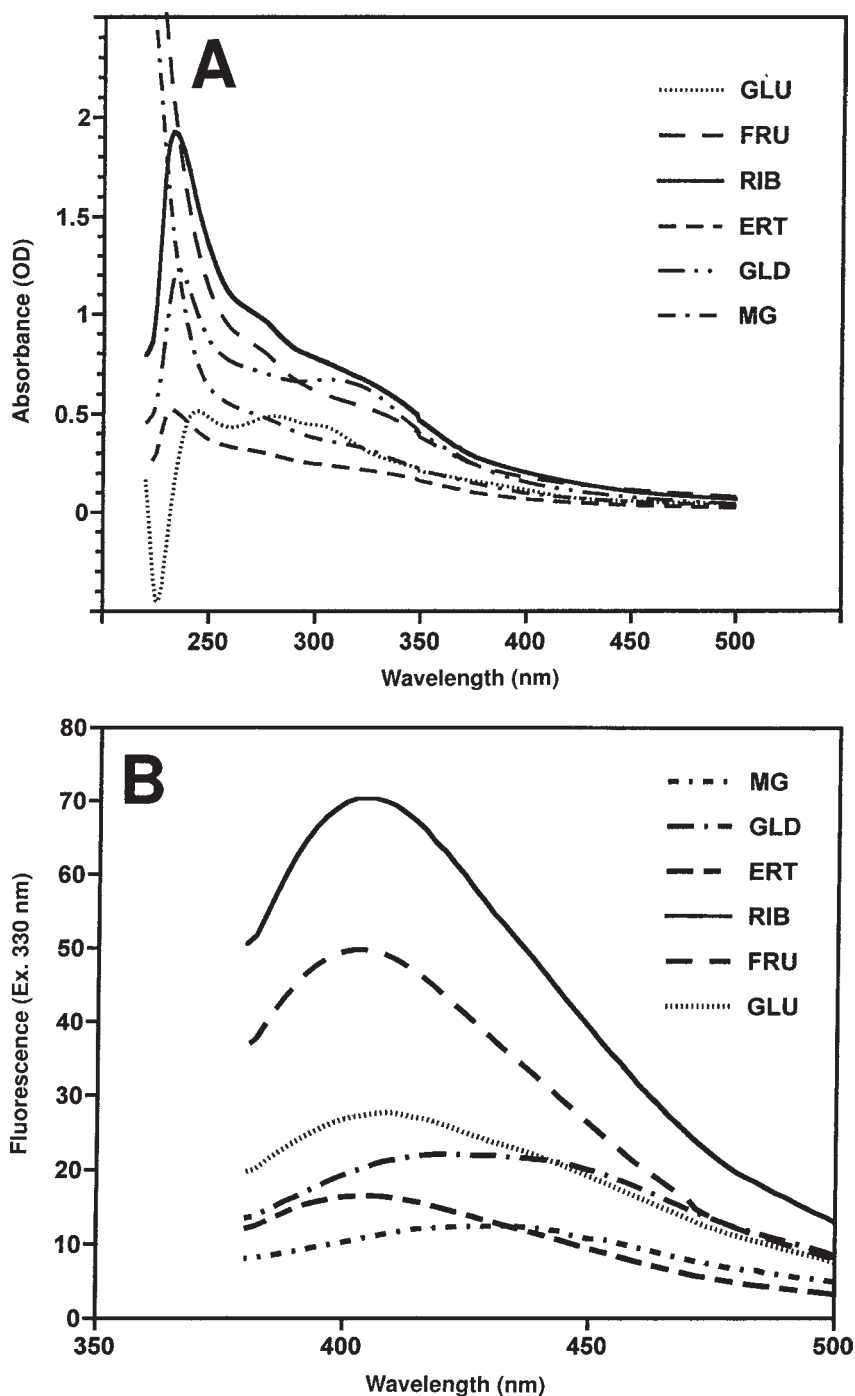 A
GLU
FRU
RIB
ERT
GLD
MG
2
1.5
1
0.5
0
Absorbance (OD)
250 300 350 400 450 500
Wavelength (nm)
B
MG
GLD
ERT
RIB
FRU
GLU
80
70
60
50
40
30
20
10
0
Fluorescence (Ex. 330 nm)
350 400 450 500
Wavelength (nm)